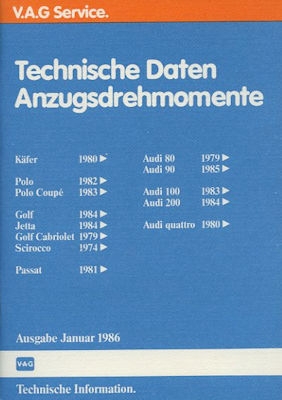 V.A.G Service.
Technische Daten
Anzugsdrehmomente
Käfer 1980 ▶
Polo 1982 ▶
Polo Coupé 1983 ▶
Golf 1984 ▶
Jetta 1984 ▶
Golf Cabriolet 1979 ▶
Scirocco 1974 ▶
Passat 1981 ▶
Audi 80 1979 ▶
Audi 90 1985 ▶
Audi 100 1983 ▶
Audi 200 1984 ▶
Audi quattro 1980 ▶
Ausgabe Januar 1986
V·A·G
Technische Information.